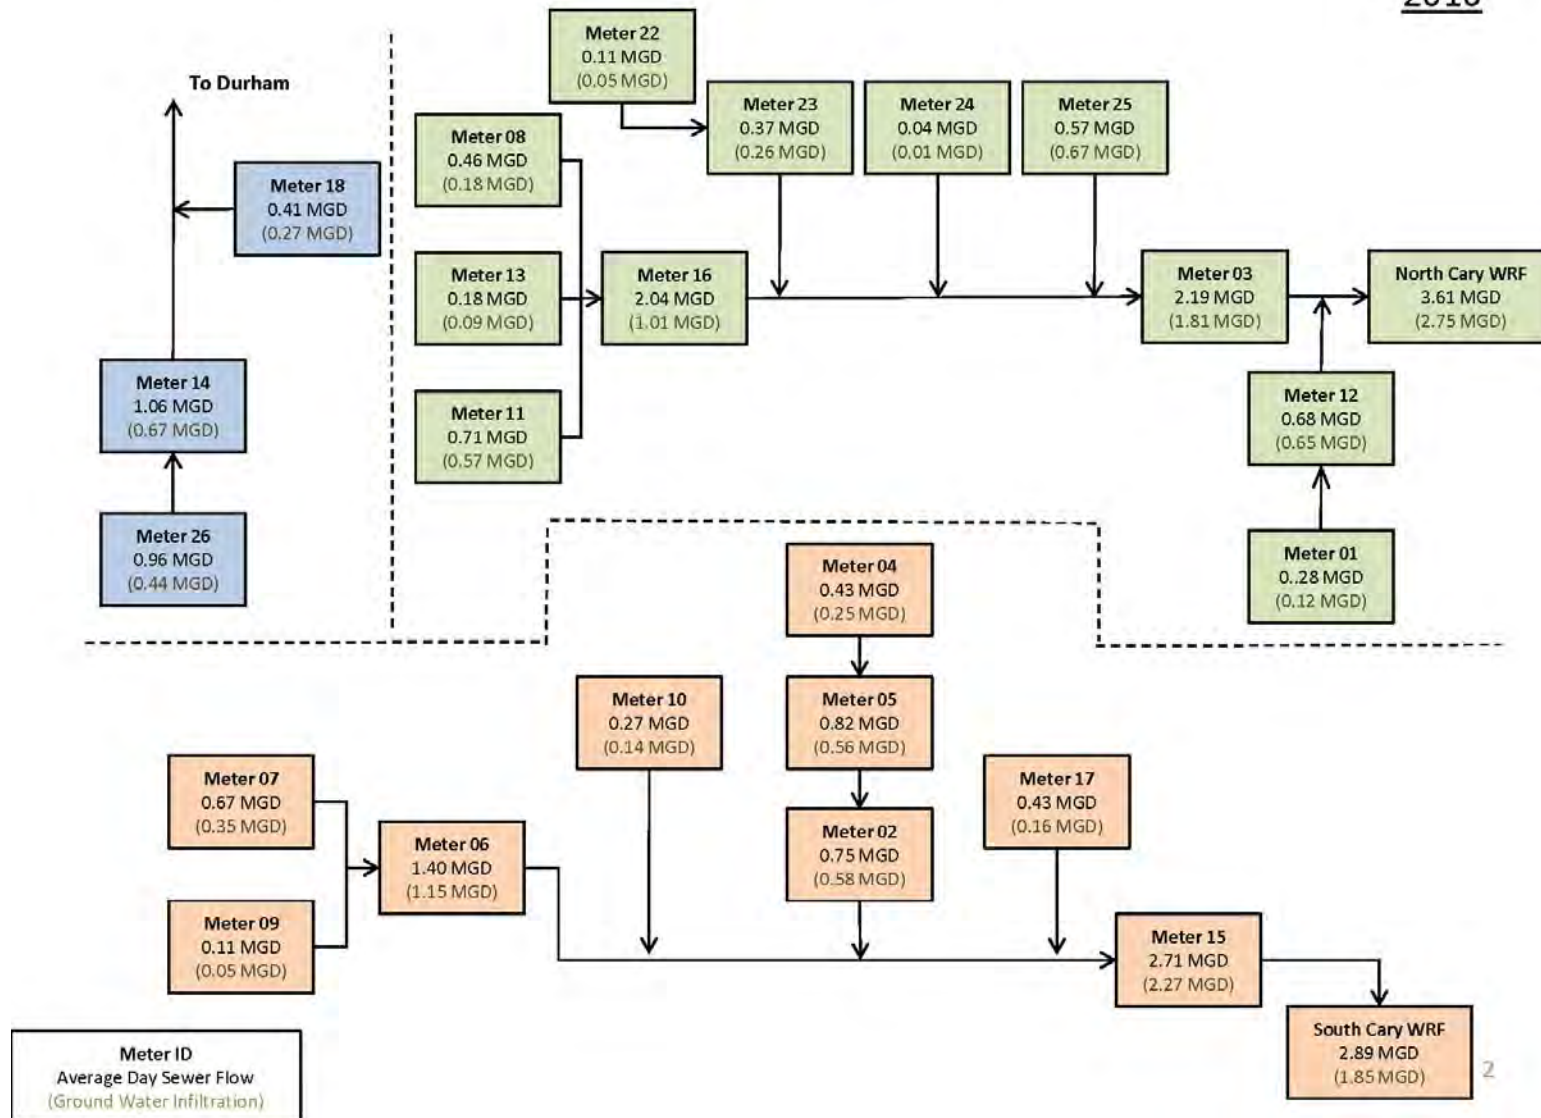 To Durham
Meter 18
0.41 MGD
(0.27 MGD)
Meter 14
1.06 MGD
(0.67 MGD)
Meter 26
0.96 MGD
(0.44 MGD)
Meter 22
0.11 MGD
(0.05 MGD)
Meter 23
0.37 MGD
(0.26 MGD)
Meter 24
0.04 MGD
(0.01 MGD)
Meter 25
0.57 MGD
(0.67 MGD)
Meter 08
0.46 MGD
(0.18 MGD)
Meter 13
0.18 MGD
(0.09 MGD)
Meter 11
0.71 MGD
(0.57 MGD)
Meter 16
2.04 MGD
(1.01 MGD)
Meter 03
2.19 MGD
(1.81 MGD)
North Cary WRF
3.61 MGD
(2.75 MGD)
Meter 12
0.68 MGD
(0.65 MGD)
Meter 01
0..28 MGD
(0.12 MGD)
Meter 04
0.43 MGD
(0.25 MGD)
Meter 10
0.27 MGD
(0.14 MGD)
Meter 05
0.82 MGD
(0.56 MGD)
Meter 07
0.67 MGD
(0.35 MGD)
Meter 06
1.40 MGD
(1.15 MGD)
Meter 02
0.75 MGD
(0.58 MGD)
Meter 17
0.43 MGD
(0.16 MGD)
Meter 09
0.11 MGD
(0.05 MGD)
Meter 15
2.71 MGD
(2.27 MGD)
South Cary WRF
2.89 MGD
(1.85 MGD)
Meter ID
Average Day Sewer Flow
(Ground Water Infiltration)
2